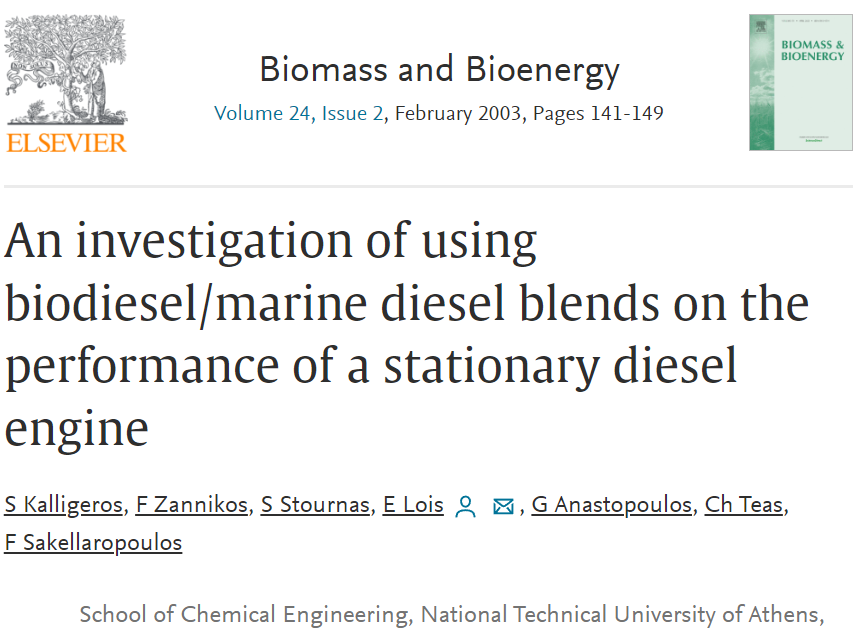 Biomass and Bioenergy
Volume 24, Issue 2, February 2003, Pages 141-149
ELSEVIER
BIOMASS &
BIOENERGY
An investigation of using
biodiesel/marine diesel blends on the
performance of a stationary diesel
engine
S Kalligeros, F Zannikos, S Stournas, E Lois , G Anastopoulos, Ch Teas,
F Sakellaropoulos
School of Chemical Engineering, National Technical University of Athens,